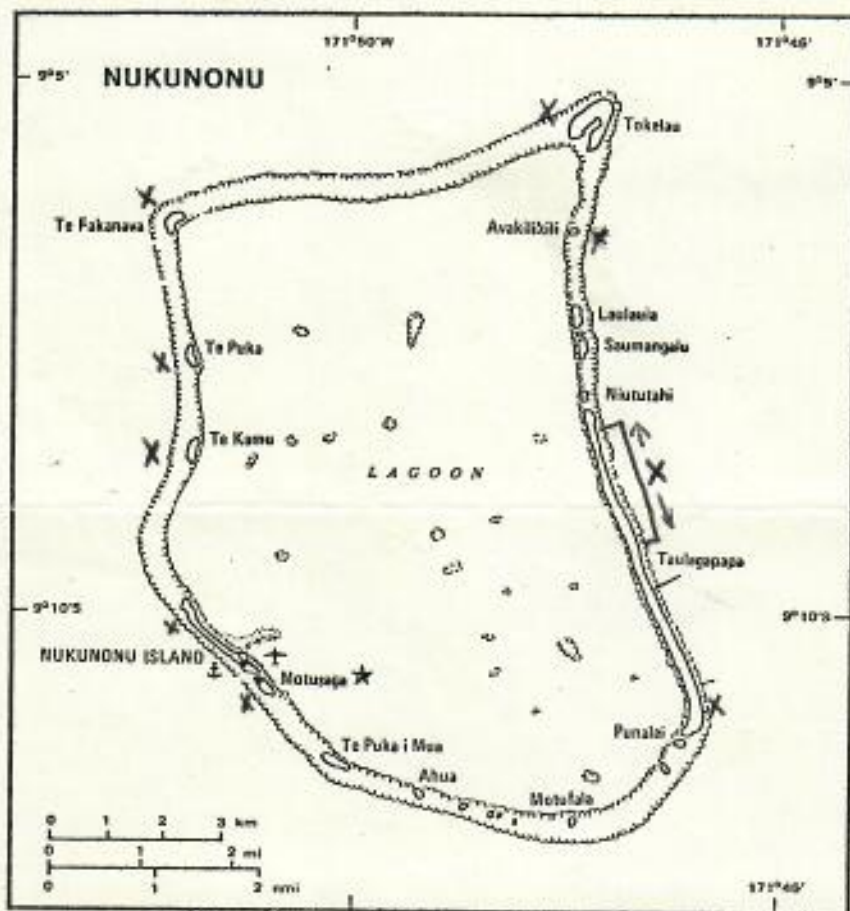 171°50'W
171°45'
9°5'
9°5'
NUKUNONU
Tokelau
Te Fakanava
Laulauia
Te Puka
Saumangalu
Niututahi
Te Kamu
LAGOON
Taulagapapa
9°10'S
9°10'S
NUKUNONU ISLAND
Motusaga
Punalei
Te Puka i Mua
Ahua
Motufala
0 1 2 3 km
0 1 2 mi
0 1 2 nmi
171°45'